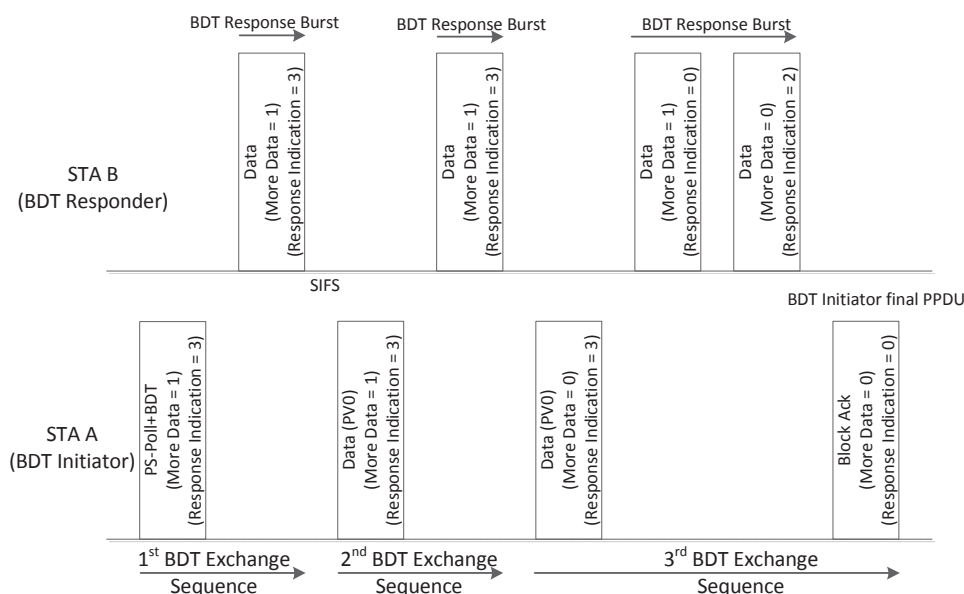 BDT Response Burst
BDT Response Burst
BDT Response Burst
STA B
(BDT Responder)
Data
(More Data = 1)
(Response Indication = 3)
Data
(More Data = 1)
(Response Indication = 3)
Data
(More Data = 1)
(Response Indication = 0)
Data
(More Data = 0)
(Response Indication = 2)
SIFS
BDT Initiator final PPDU
STA A
(BDT Initiator)
PS-Poll+BDT
(More Data = 1)
(Response Indication = 3)
Data (PV0)
(More Data = 1)
(Response Indication = 3)
Data (PV0)
(More Data = 0)
(Response Indication = 3)
Block Ack
(More Data = 0)
(Response Indication = 0)
1st BDT Exchange
Sequence
2nd BDT Exchange
Sequence
3rd BDT Exchange
Sequence